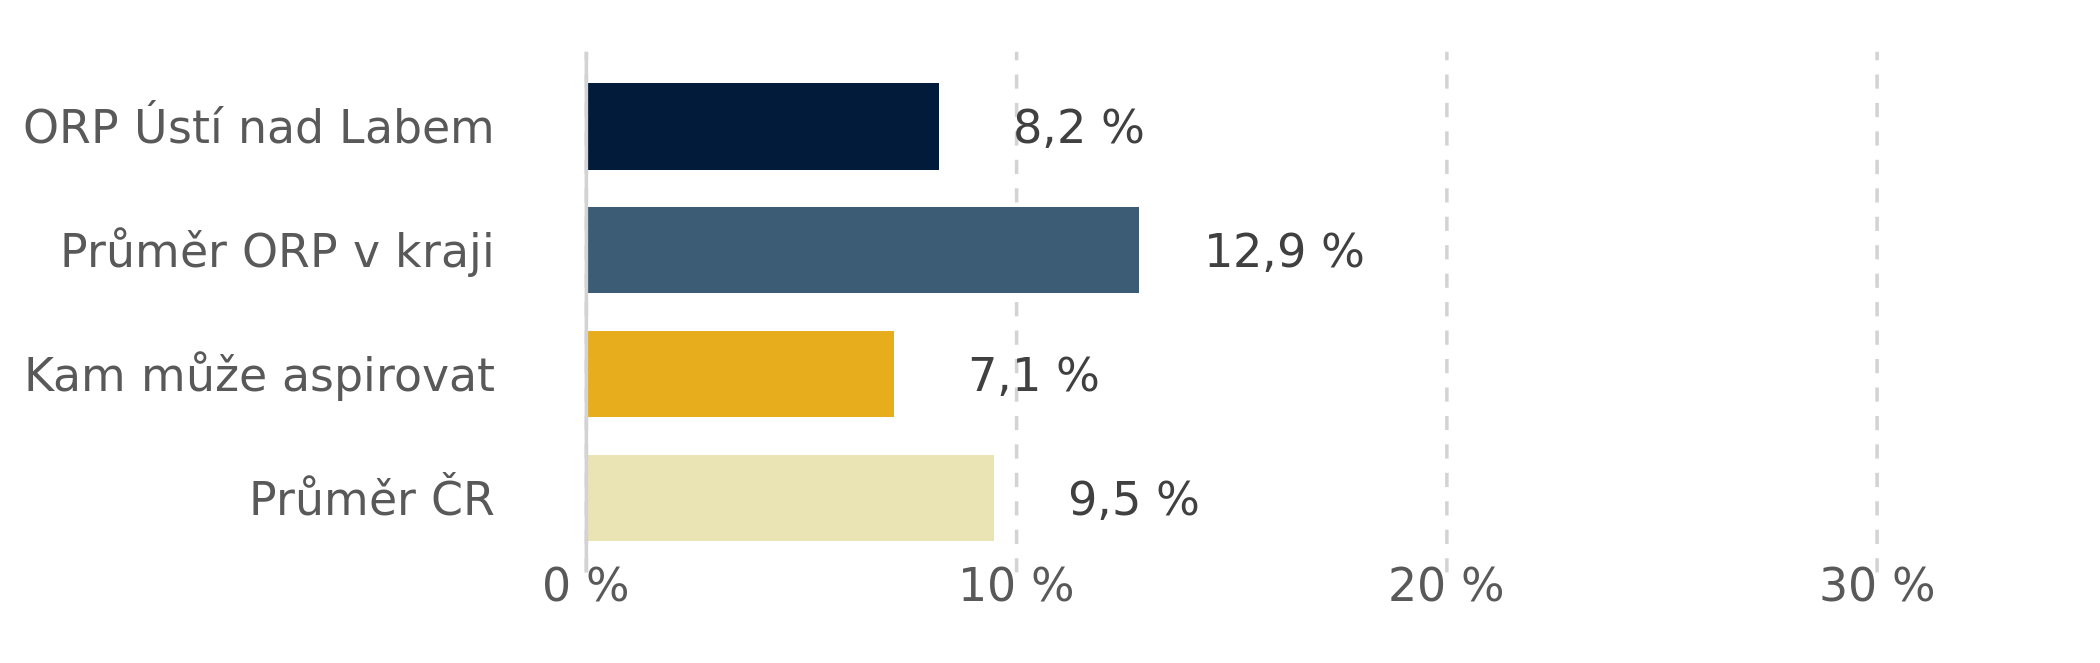 ORP Ústí nad Labem 8,2 %
Průměr ORP v kraji 12,9 %
Kam může aspirovat 7,1 %
Průměr ČR 9,5 %
0 % 10 % 20 % 30 %